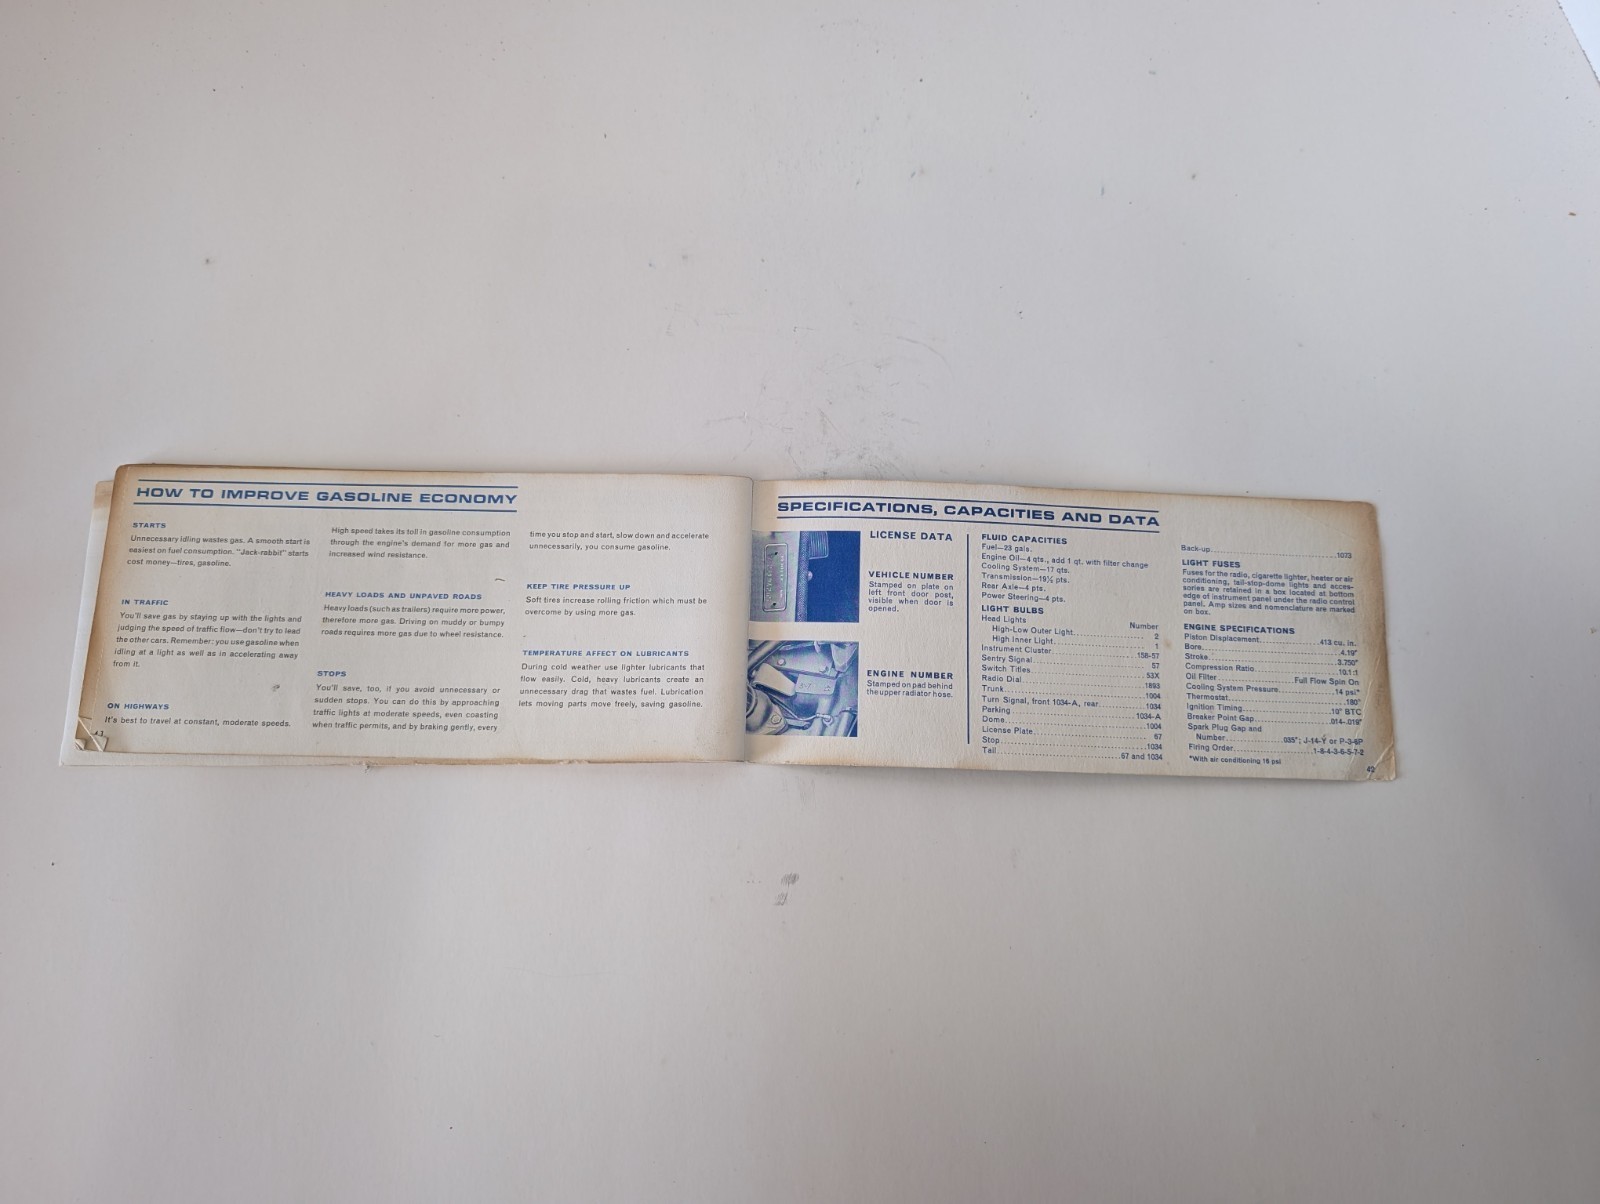 HOW TO IMPROVE GASOLINE ECONOMY
STARTS
Unnecessary idling wastes gas. A smooth start is
easiest on fuel consumption. "Jack-rabbit" starts
cost money—tires, gasoline.
IN TRAFFIC
You'll save gas by staying up with the lights and
judging the speed of traffic flow—don't try to lead
the other cars. Remember: you use gasoline when
idling at a light as well as in accelerating away
from it.
ON HIGHWAYS
It's best to travel at constant, moderate speeds.
High speed takes its toll in gasoline consumption
through the engine's demand for more gas and
increased wind resistance.
HEAVY LOADS AND UNPAVED ROADS
Heavy loads (such as trailers) require more power,
therefore more gas. Driving on muddy or bumpy
roads requires more gas due to wheel resistance.
STOPS
You'll save, too, if you avoid unnecessary or
sudden stops. You can do this by approaching
traffic lights at moderate speeds, even coasting
when traffic permits, and by braking gently, every
time you stop and start, slow down and accelerate
unnecessarily, you consume gasoline.
KEEP TIRE PRESSURE UP
Soft tires increase rolling friction which must be
overcome by using more gas.
TEMPERATURE AFFECT ON LUBRICANTS
During cold weather use lighter lubricants that
flow easily. Cold, heavy lubricants create an
unnecessary drag that wastes fuel. Lubrication
lets moving parts move freely, saving gasoline.
SPECIFICATIONS, CAPACITIES AND DATA
LICENSE DATA
VEHICLE NUMBER
Stamped on plate on
left front door post,
visible when door is
opened.
ENGINE NUMBER
Stamped on pad behind
the upper radiator hose.
FLUID CAPACITIES
Fuel—23 gals.
Engine Oil—4 qts., add 1 qt. with filter change
Cooling System—17 qts.
Transmission—19½ pts.
Rear Axle—4 pts.
Power Steering—4 pts.
LIGHT BULBS
Head Lights Number
High-Low Outer Light 2
High Inner Light 1
Instrument Cluster 158-57
Sentry Signal 57
Switch Titles 53X
Radio Dial 1893
Trunk 1004
Turn Signal, front 1034-A, rear 1034
Parking 1034-A
Dome 1004
License Plate 67
Stop 1034
Tail 67 and 1034
Back-up 1073
LIGHT FUSES
Fuses for the radio, cigarette lighter, heater or air
conditioning, tail-stop-dome lights and acces-
sories are retained in a box located at bottom
edge of instrument panel under the radio control
panel. Amp sizes and nomenclature are marked
on box.
ENGINE SPECIFICATIONS
Piston Displacement 413 cu. in.
Bore 4.19"
Stroke 3.750"
Compression Ratio 10.1:1
Oil Filter Full Flow Spin On
Cooling System Pressure 14 psi*
Thermostat 180°
Ignition Timing 10° BTC
Breaker Point Gap .014-.019"
Spark Plug Gap and
Number .035"; J-14-Y or P-3-6P
Firing Order 1-8-4-3-6-5-7-2
*With air conditioning 16 psi
42